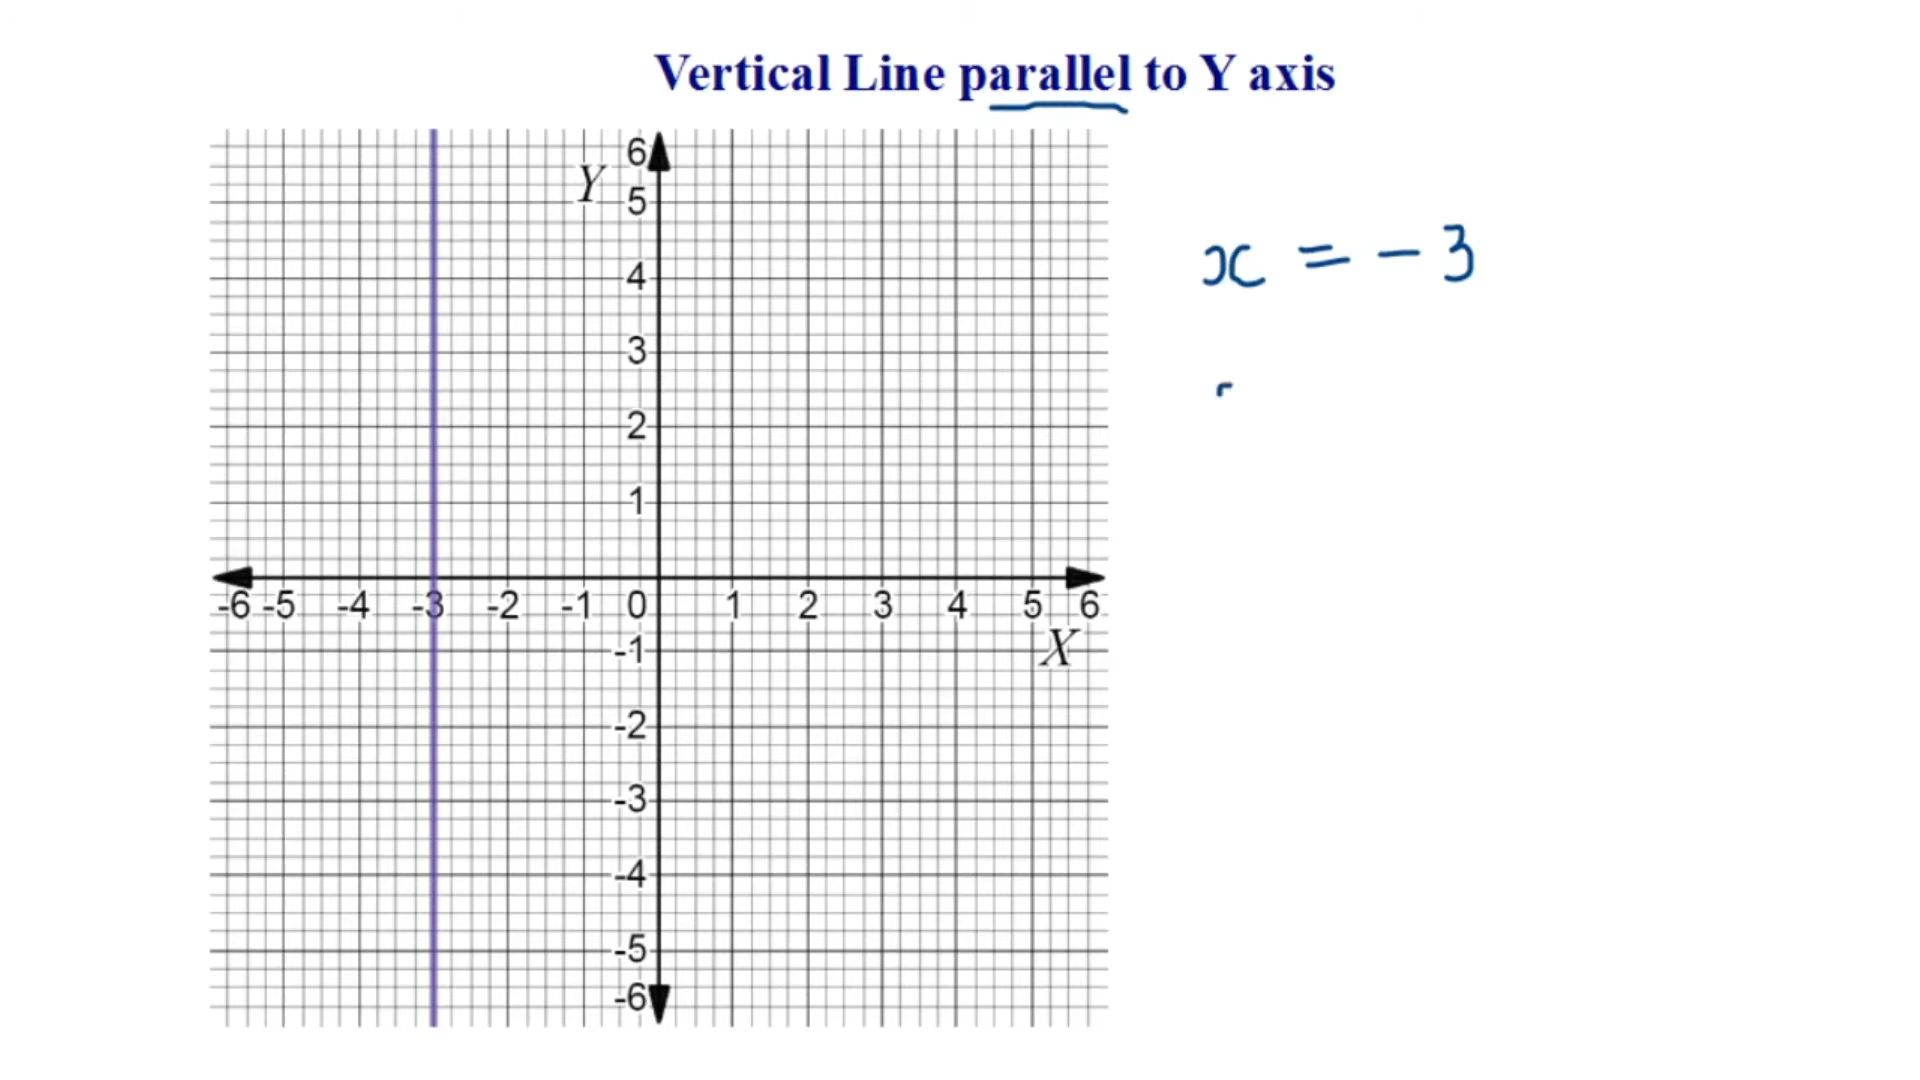 Vertical Line parallel to Y axis
6
Y 5
4
3
2
1
-6 -5 -4 -3 -2 -1 0 1 2 3 4 5 6
-1 X
-2
-3
-4
-5
-6
x = - 3